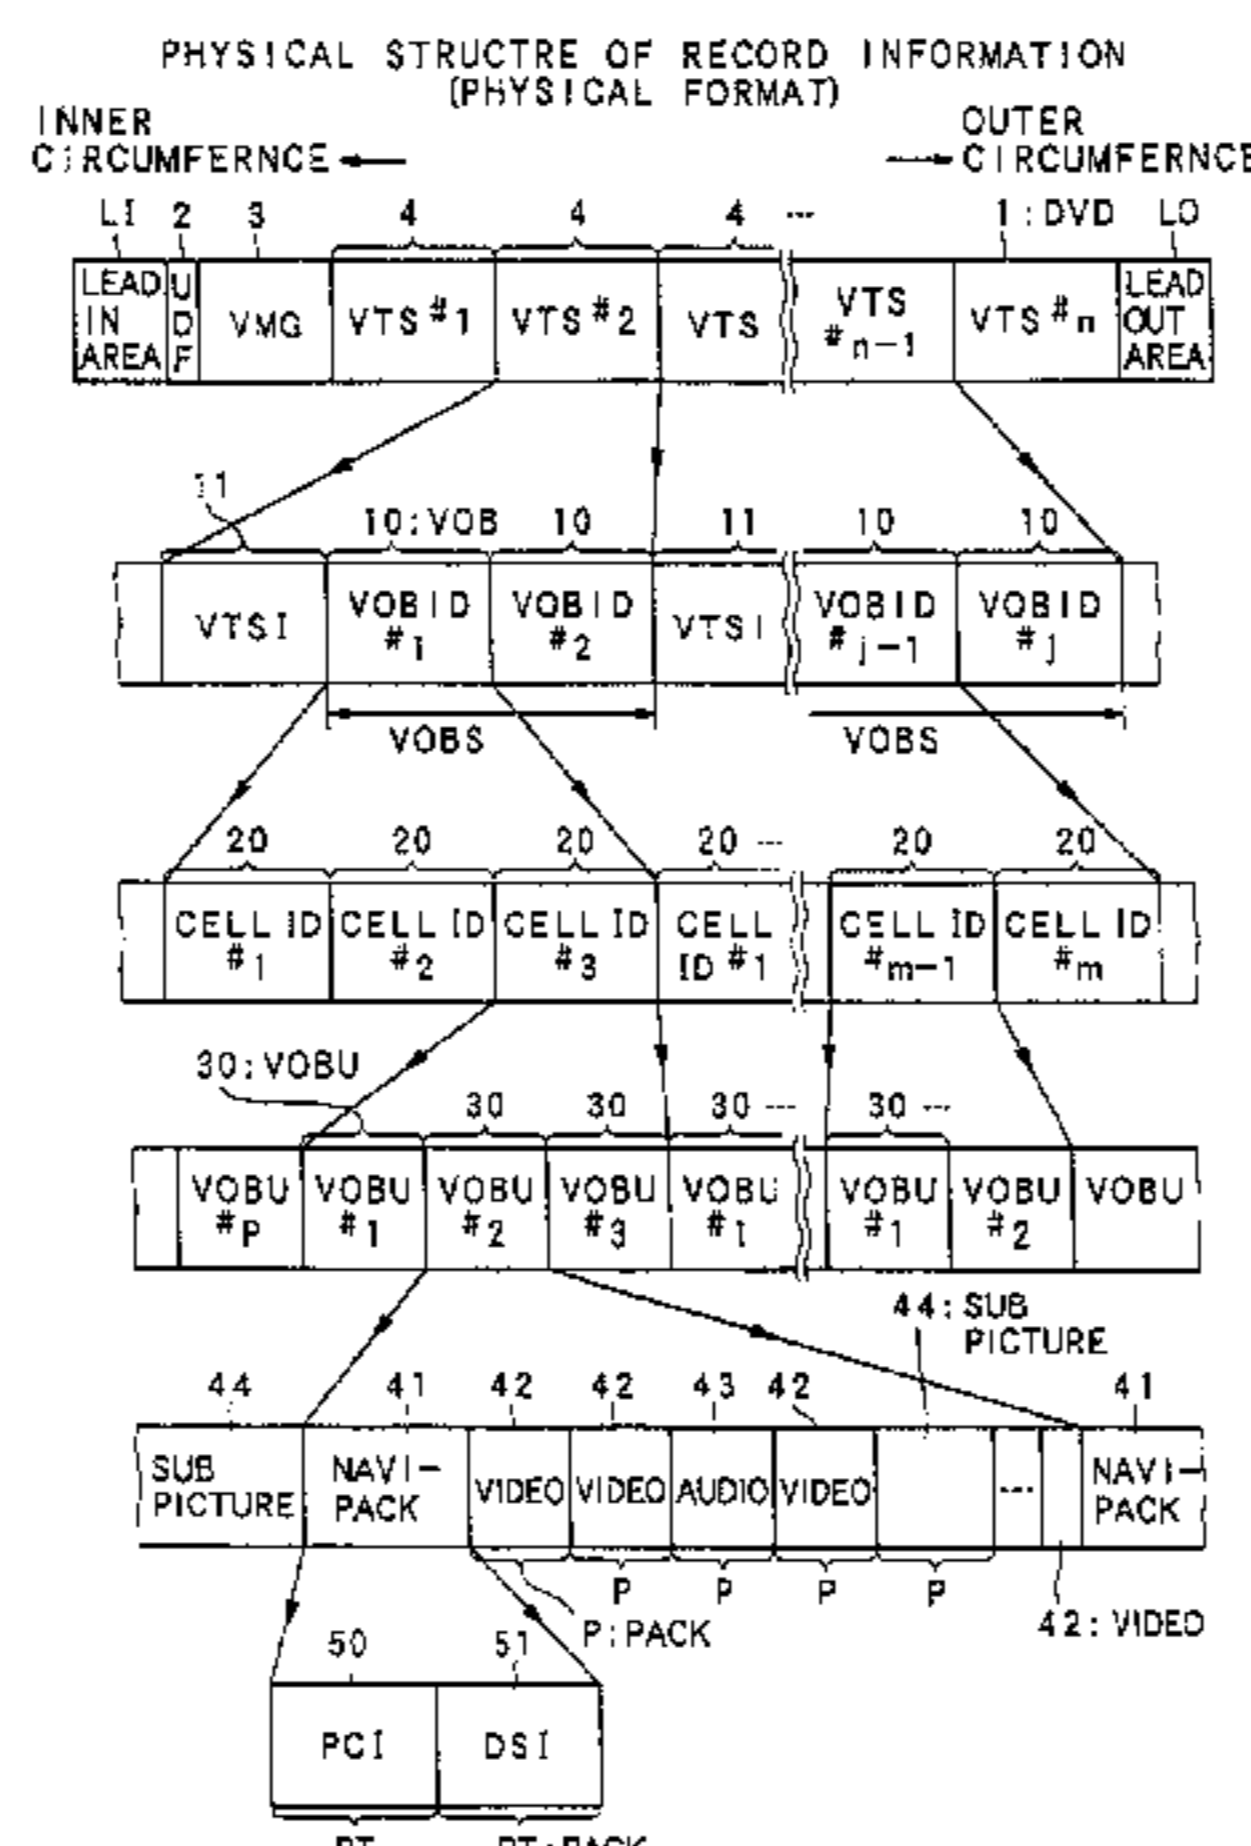 PHYSICAL STRUCTRE OF RECORD INFORMATION
(PHYSICAL FORMAT)
INNER
CIRCUMFERNCE
OUTER
CIRCUMFERNCE
LI 2 3 4 4 4 ... 1:DVD LO
LEAD IN AREA UDF VMG VTS #1 VTS #2 VTS VTS #n-1 VTS #n LEAD OUT AREA
11 10:VOB 10 11 10 10
VTSI VOBID #1 VOBID #2 VTSI VOBID #j-1 VOBID #j
VOBS VOBS
20 20 20 20 ... 20 20
CELL ID #1 CELL ID #2 CELL ID #3 CELL ID #1 CELL ID #m-1 CELL ID #m
30:VOBU 30 30 30 ... 30 ...
VOBU #P VOBU #1 VOBU #2 VOBU #3 VOBU #1 VOBU #1 VOBU #2 VOBU
44:SUB PICTURE
44 41 42 42 43 42 41
SUB PICTURE NAVI-PACK VIDEO VIDEO AUDIO VIDEO ... NAVI-PACK
P P P P
P:PACK
42:VIDEO
50 51
PCI DSI